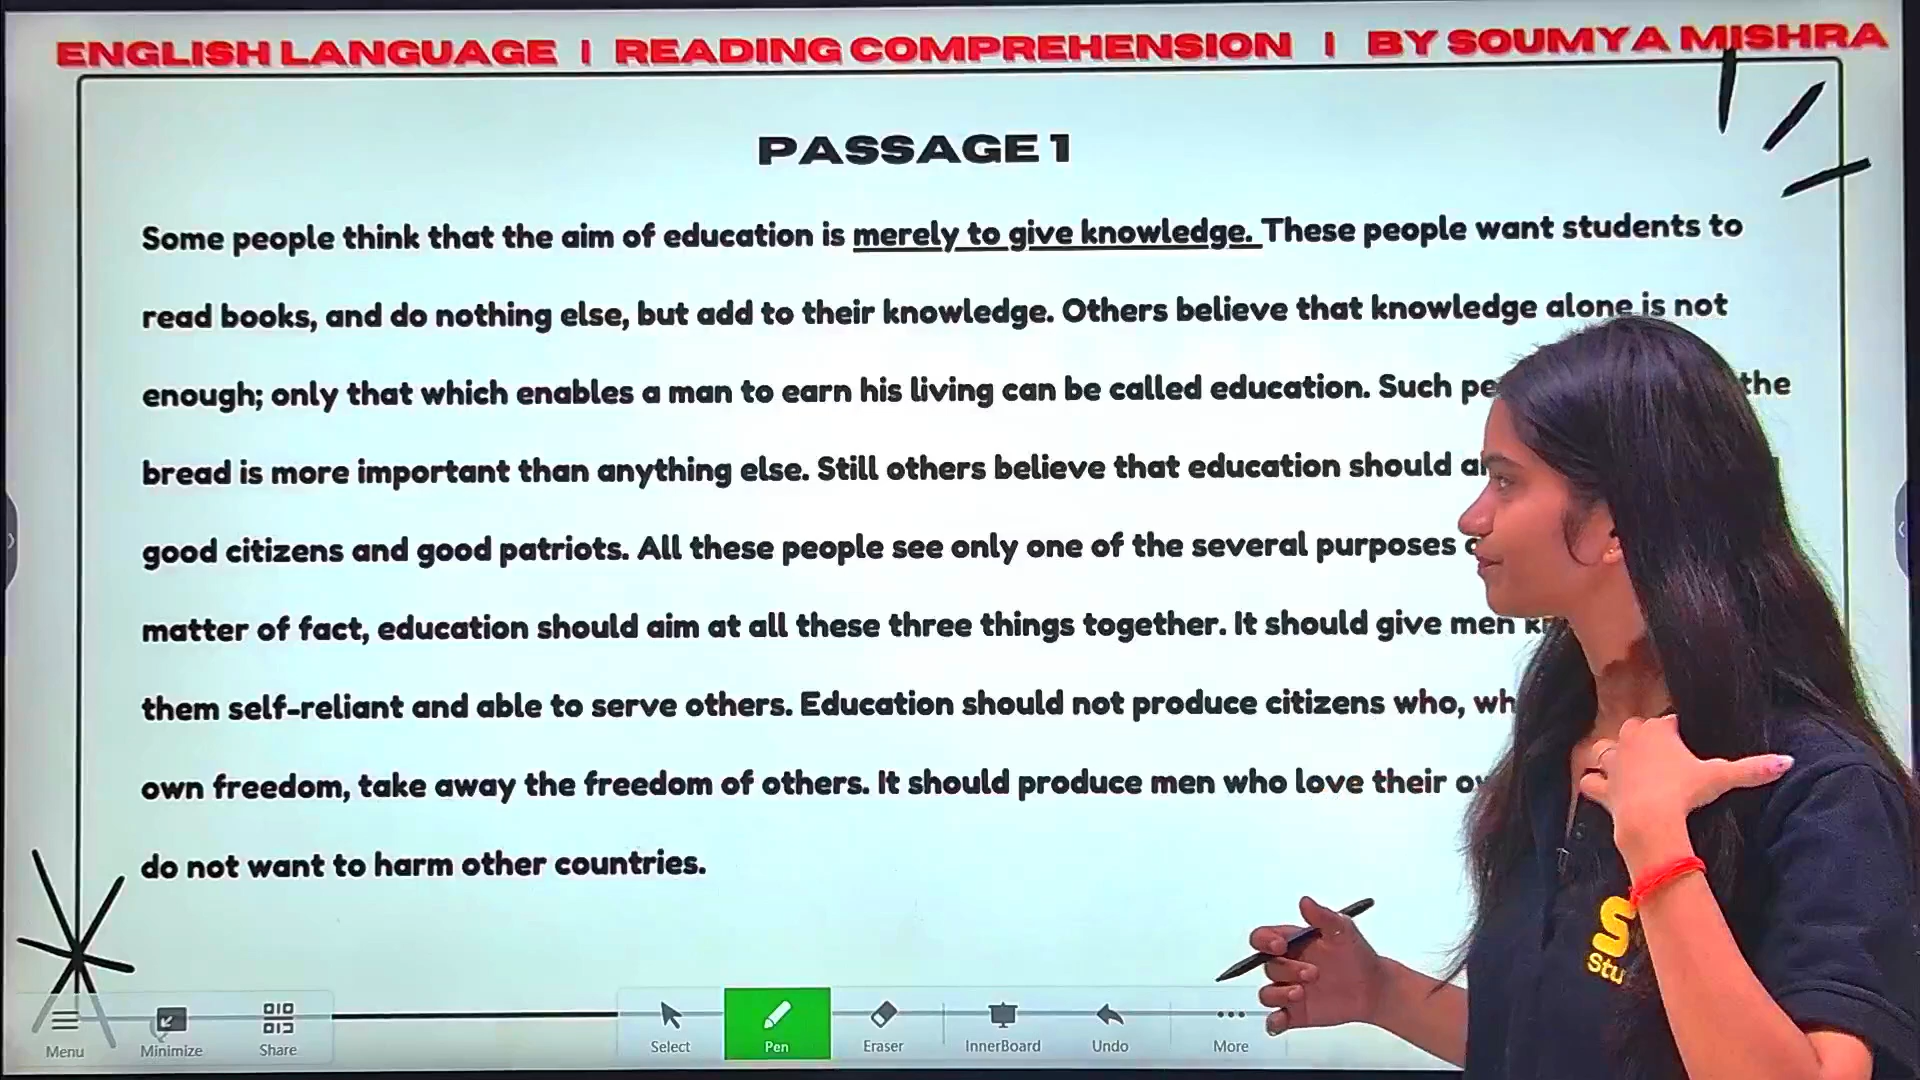 ENGLISH LANGUAGE | READING COMPREHENSION | BY SOUMYA MISHRA
PASSAGE 1
Some people think that the aim of education is merely to give knowledge. These people want students to
read books, and do nothing else, but add to their knowledge. Others believe that knowledge alone is not
enough; only that which enables a man to earn his living can be called education. Such the
bread is more important than anything else. Still others believe that education should
good citizens and good patriots. All these people see only one of the several purposes
matter of fact, education should aim at all these three things together. It should give men
them self-reliant and able to serve others. Education should not produce citizens who,
own freedom, take away the freedom of others. It should produce men who love their
do not want to harm other countries.
S
Stu
Menu Minimize Share Select Pen Eraser InnerBoard Undo More